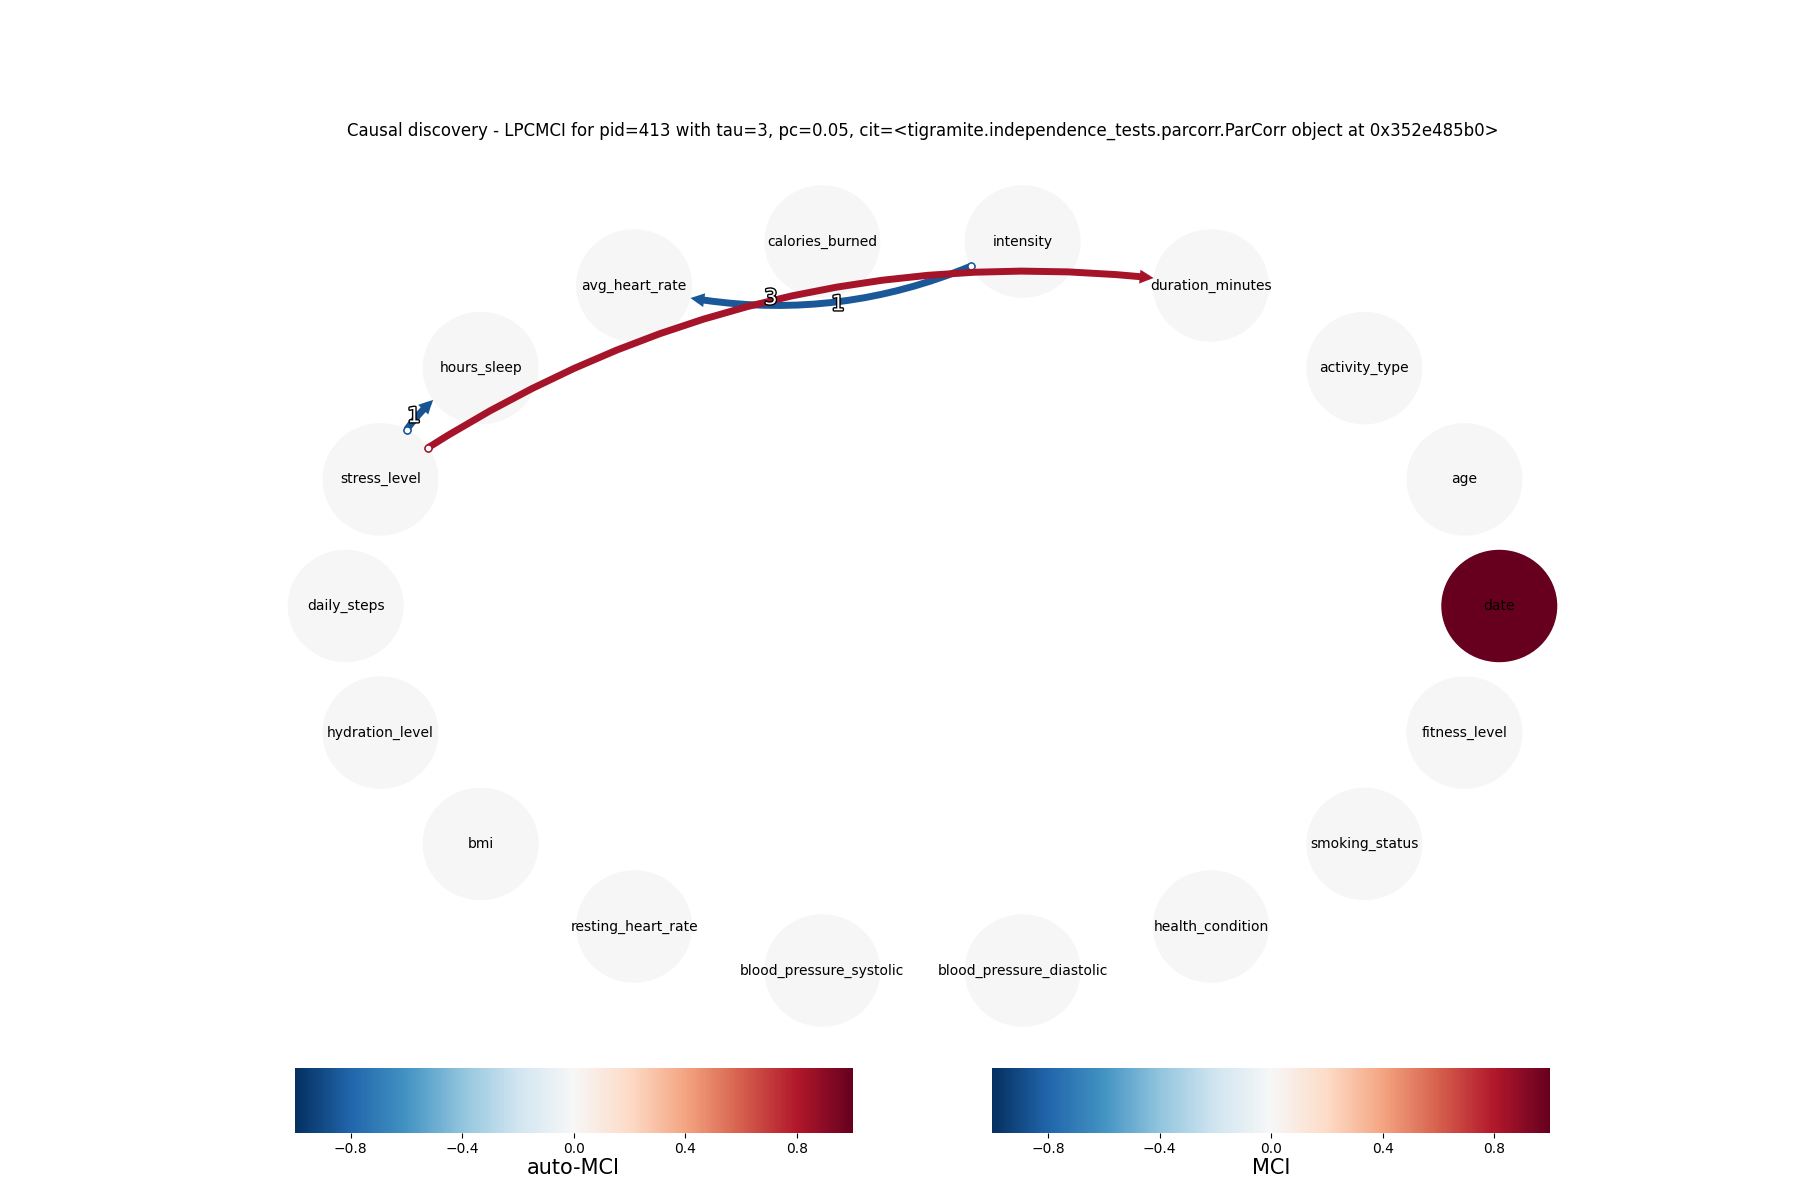 Causal discovery - LPCMCI for pid=413 with tau=3, pc=0.05, cit=<tigramite.independence_tests.parcorr.ParCorr object at 0x352e485b0>
calories_burned
intensity
avg_heart_rate
duration_minutes
3
1
hours_sleep
activity_type
1
stress_level
age
daily_steps
date
hydration_level
fitness_level
bmi
smoking_status
resting_heart_rate
health_condition
blood_pressure_systolic
blood_pressure_diastolic
−0.8 −0.4 0.0 0.4 0.8
auto-MCI
−0.8 −0.4 0.0 0.4 0.8
MCI